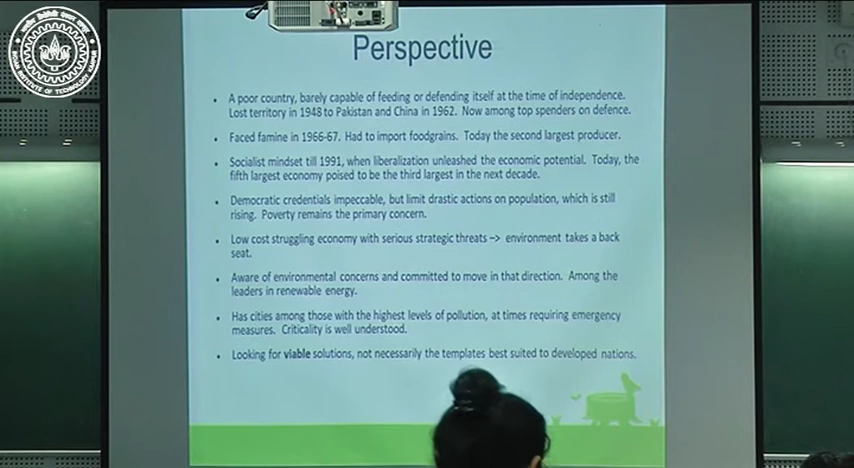 भारतीय प्रौद्योगिकी संस्थान कानपुर
INDIAN INSTITUTE OF TECHNOLOGY KANPUR
Perspective
• A poor country, barely capable of feeding or defending itself at the time of independence.
Lost territory in 1948 to Pakistan and China in 1962. Now among top spenders on defence.
• Faced famine in 1966-67. Had to import foodgrains. Today the second largest producer.
• Socialist mindset till 1991, when liberalization unleashed the economic potential. Today, the
fifth largest economy poised to be the third largest in the next decade.
• Democratic credentials impeccable, but limit drastic actions on population, which is still
rising. Poverty remains the primary concern.
• Low cost struggling economy with serious strategic threats –> environment takes a back
seat.
• Aware of environmental concerns and committed to move in that direction. Among the
leaders in renewable energy.
• Has cities among those with the highest levels of pollution, at times requiring emergency
measures. Criticality is well understood.
• Looking for viable solutions, not necessarily the templates best suited to developed nations.